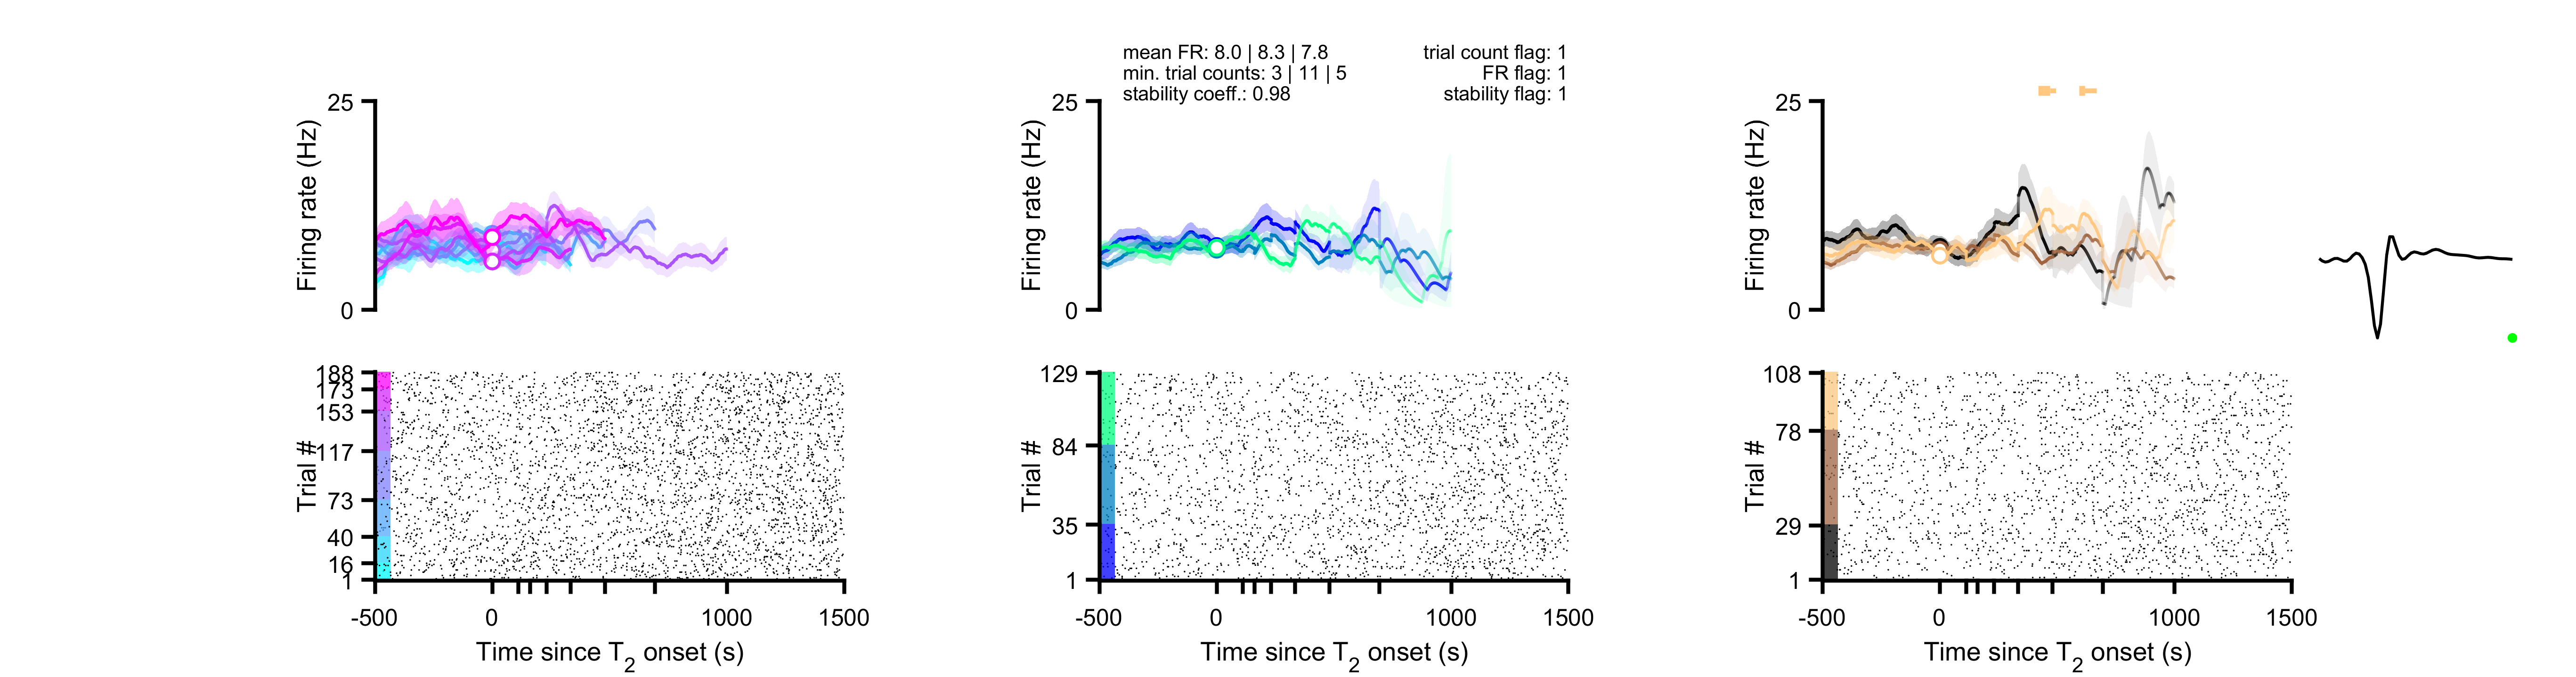 mean FR: 8.0 | 8.3 | 7.8
min. trial counts: 3 | 11 | 5
stability coeff.: 0.98
trial count flag: 1
FR flag: 1
stability flag: 1
25
Firing rate (Hz)
0
188
173
153
117
73
40
16
1
Trial #
-500
0
1000
1500
Time since T2 onset (s)
25
Firing rate (Hz)
0
129
84
35
1
Trial #
-500
0
1000
1500
Time since T2 onset (s)
25
Firing rate (Hz)
0
108
78
29
1
Trial #
-500
0
1000
1500
Time since T2 onset (s)